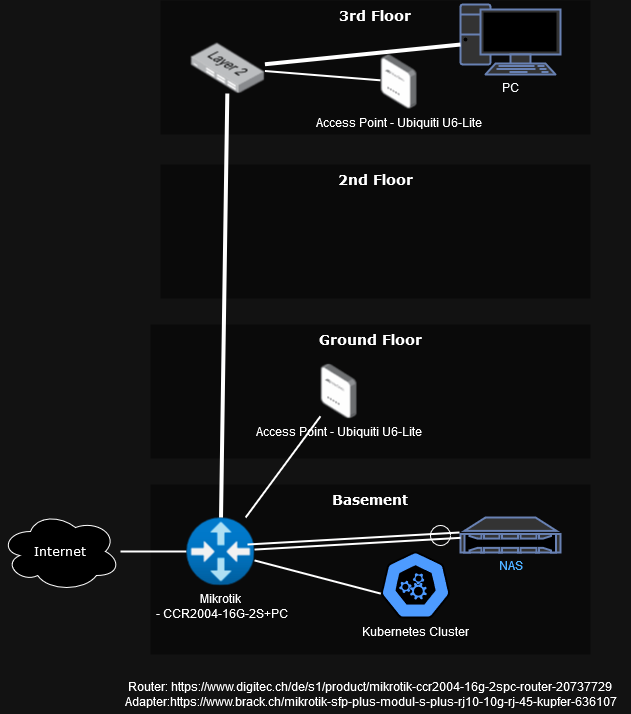 3rd Floor
Layer 2
PC
Access Point - Ubiquiti U6-Lite
2nd Floor
Ground Floor
Access Point - Ubiquiti U6-Lite
Basement
Internet
NAS
Mikrotik
- CCR2004-16G-2S+PC
Kubernetes Cluster
Router: https://www.digitec.ch/de/s1/product/mikrotik-ccr2004-16g-2spc-router-20737729
Adapter:https://www.brack.ch/mikrotik-sfp-plus-modul-s-plus-rj10-10g-rj-45-kupfer-636107